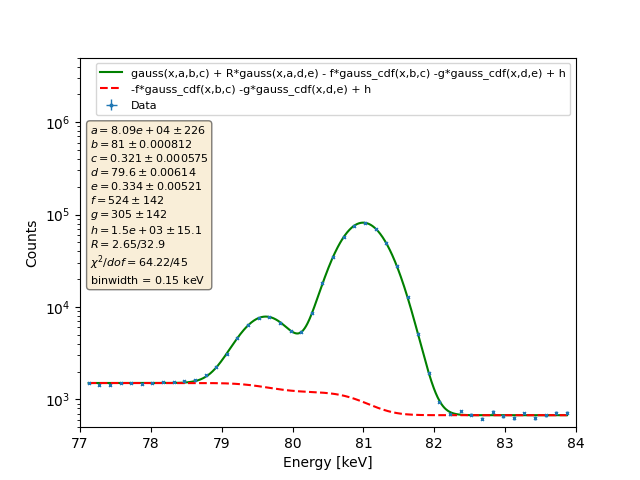 gauss(x,a,b,c) + R*gauss(x,a,d,e) - f*gauss_cdf(x,b,c) -g*gauss_cdf(x,d,e) + h
-f*gauss_cdf(x,b,c) -g*gauss_cdf(x,d,e) + h
Data
a = 8.09e + 04 ± 226
b = 81 ± 0.000812
c = 0.321 ± 0.000575
d = 79.6 ± 0.00614
e = 0.334 ± 0.00521
f = 524 ± 142
g = 305 ± 142
h = 1.5e + 03 ± 15.1
R = 2.65/32.9
χ²/dof = 64.22/45
binwidth = 0.15 keV
Counts
10⁶
10⁵
10⁴
10³
77 78 79 80 81 82 83 84
Energy [keV]